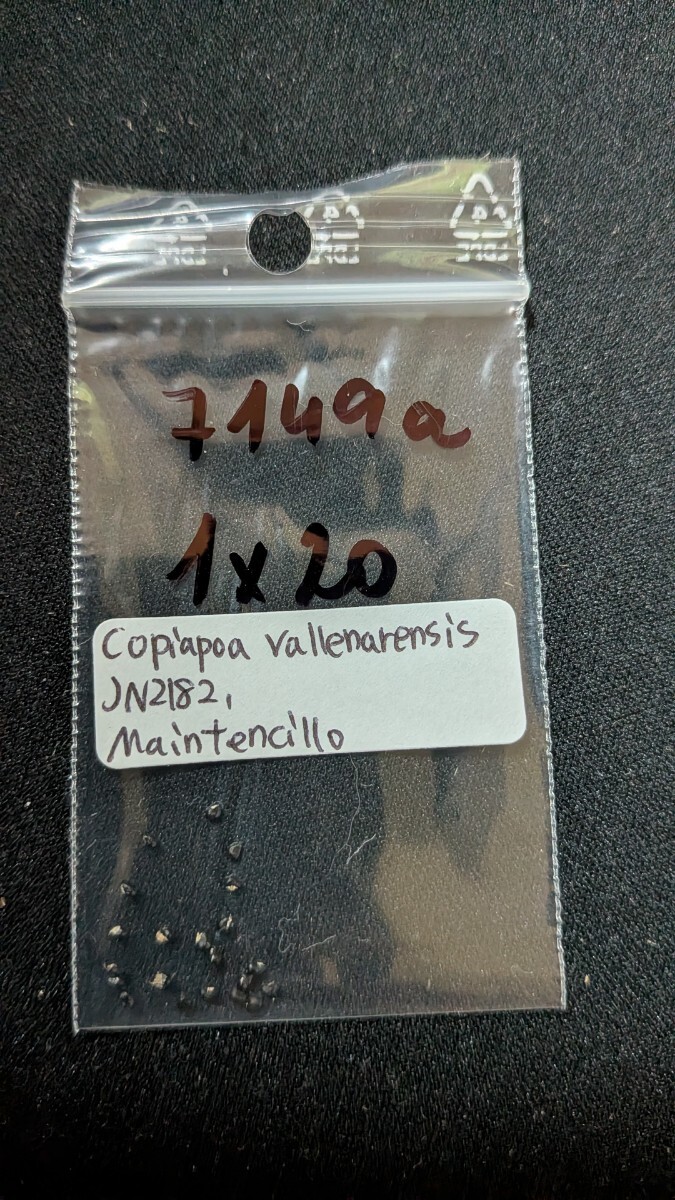 7149a
1x20
Copiapoa vallenarensis
JN2182,
Maintencillo